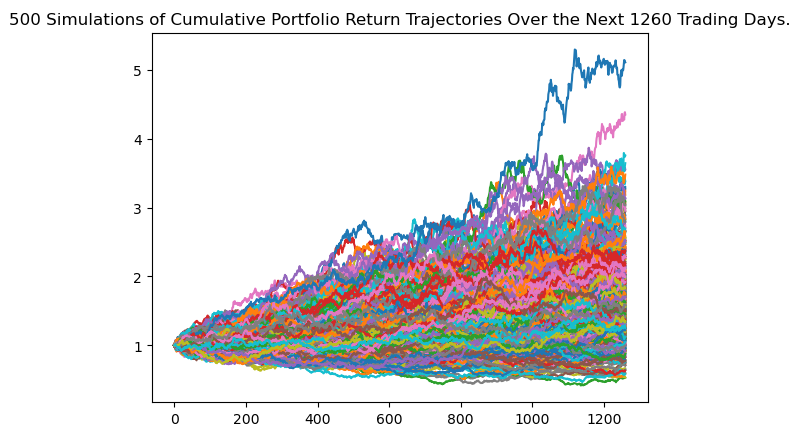 500 Simulations of Cumulative Portfolio Return Trajectories Over the Next 1260 Trading Days.
5
4
3
2
1
0 200 400 600 800 1000 1200